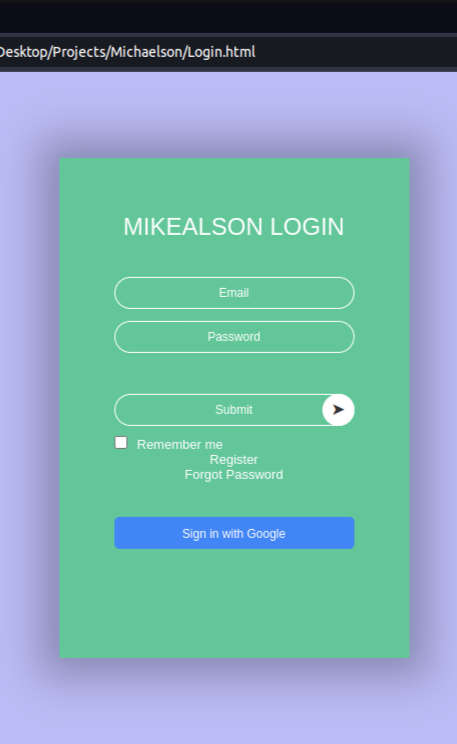 Desktop/Projects/Michaelson/Login.html
MIKEALSON LOGIN
Email
Password
Submit
Remember me
Register
Forgot Password
Sign in with Google